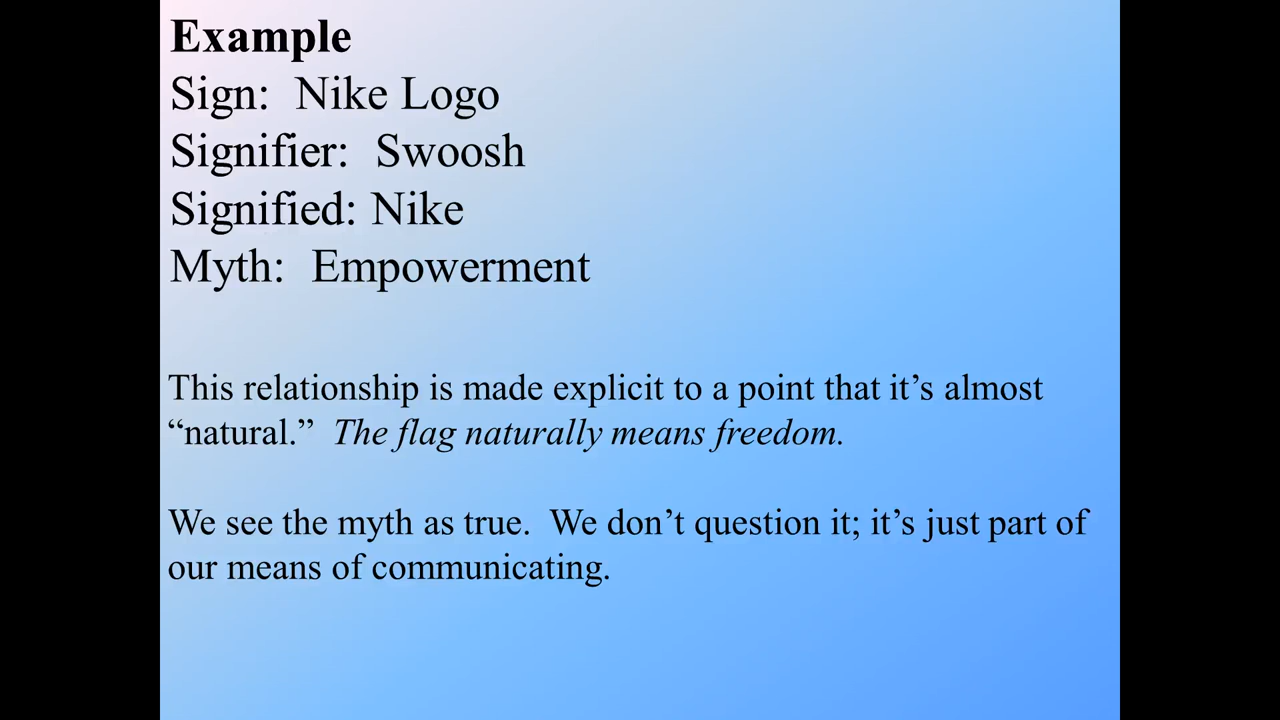 Example
Sign:  Nike Logo
Signifier:  Swoosh
Signified: Nike
Myth:  Empowerment
This relationship is made explicit to a point that it’s almost
“natural.”  The flag naturally means freedom.
We see the myth as true.  We don’t question it; it’s just part of
our means of communicating.